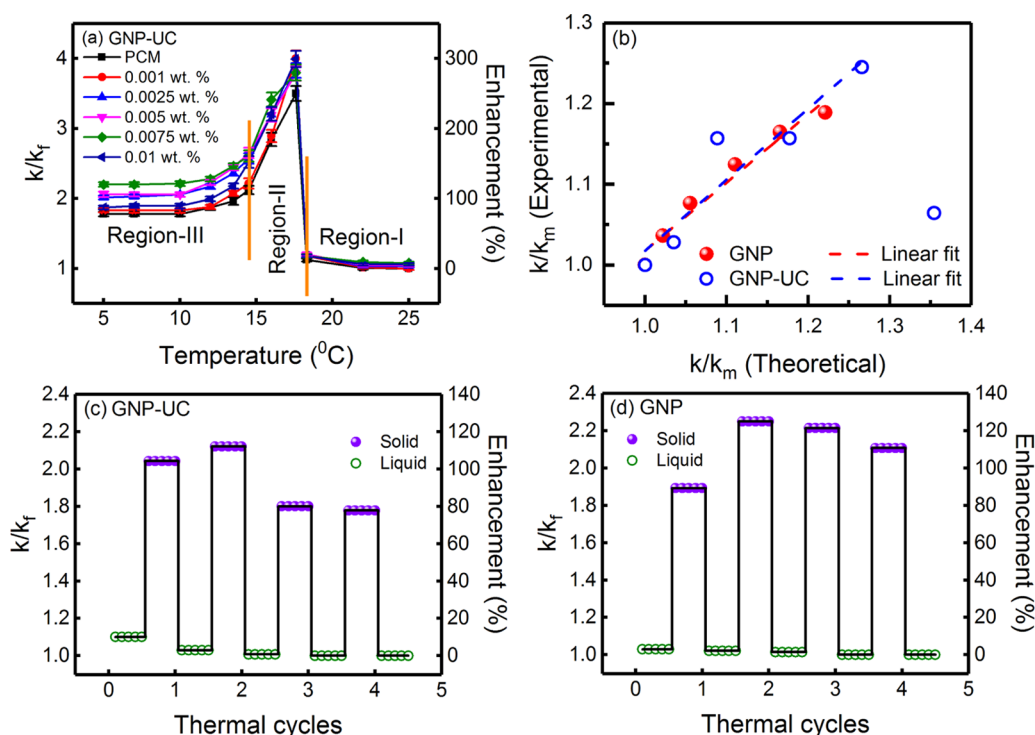 (a) GNP-UC
PCM
0.001 wt. %
0.0025 wt. %
0.005 wt. %
0.0075 wt. %
0.01 wt. %
Region-III
Region-II
Region-I
4
3
2
1
k/kf
300
200
100
0
Enhancement (%)
5 10 15 20 25
Temperature (⁰C)
(b)
1.3
1.2
1.1
1.0
k/km (Experimental)
GNP
Linear fit
GNP-UC
Linear fit
1.0 1.1 1.2 1.3 1.4
k/km (Theoretical)
(c) GNP-UC
Solid
Liquid
2.4
2.2
2.0
1.8
1.6
1.4
1.2
1.0
k/kf
140
120
100
80
60
40
20
0
Enhancement (%)
0 1 2 3 4 5
Thermal cycles
(d) GNP
Solid
Liquid
2.4
2.2
2.0
1.8
1.6
1.4
1.2
1.0
k/kf
140
120
100
80
60
40
20
0
Enhancement (%)
0 1 2 3 4 5
Thermal cycles